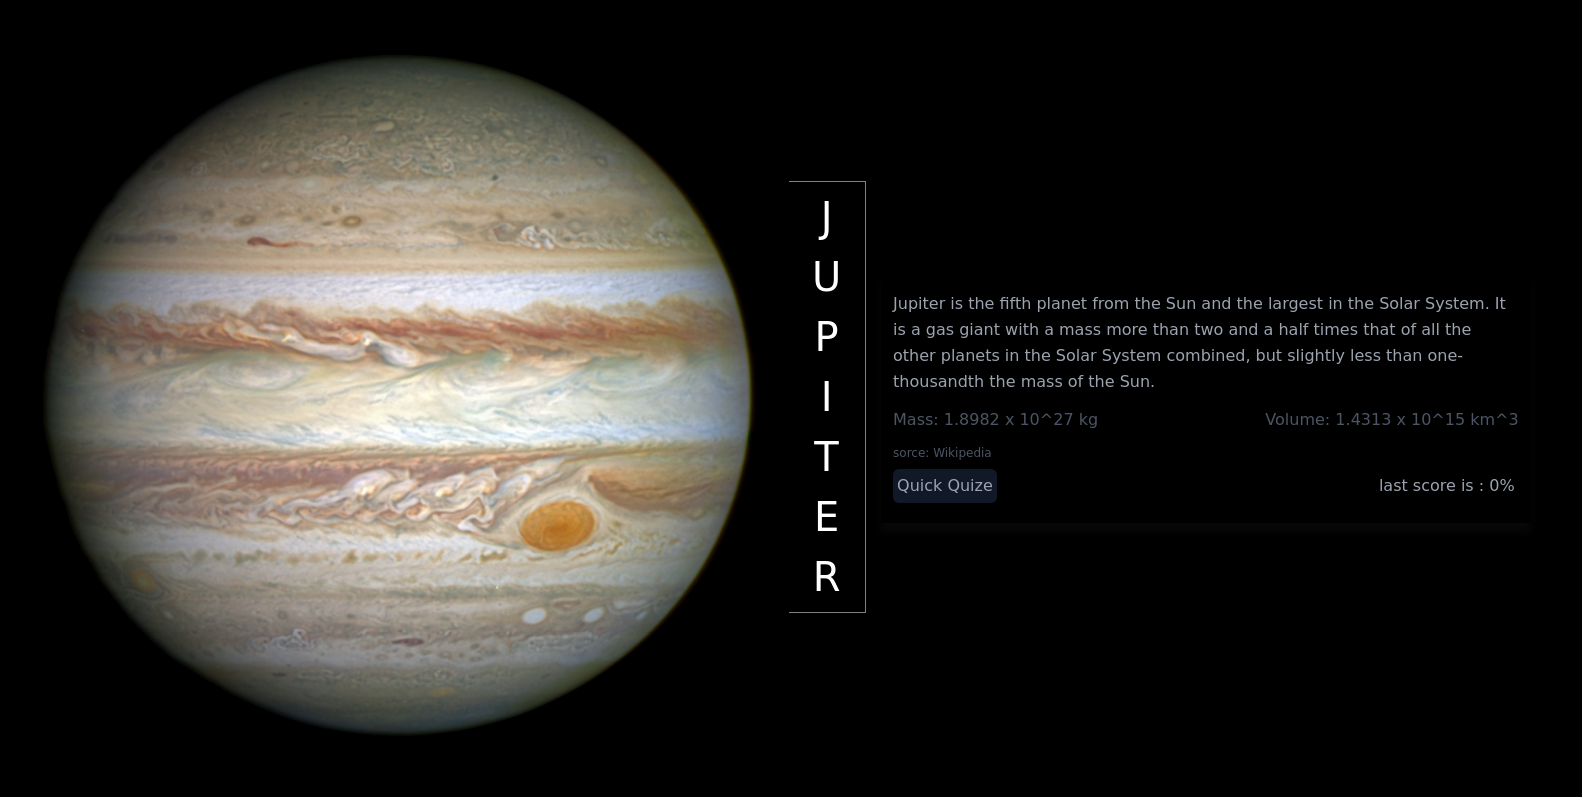 J
U
P
I
T
E
R
Jupiter is the fifth planet from the Sun and the largest in the Solar System. It
is a gas giant with a mass more than two and a half times that of all the
other planets in the Solar System combined, but slightly less than one-
thousandth the mass of the Sun.
Mass: 1.8982 x 10^27 kg Volume: 1.4313 x 10^15 km^3
sorce: Wikipedia
Quick Quize last score is : 0%